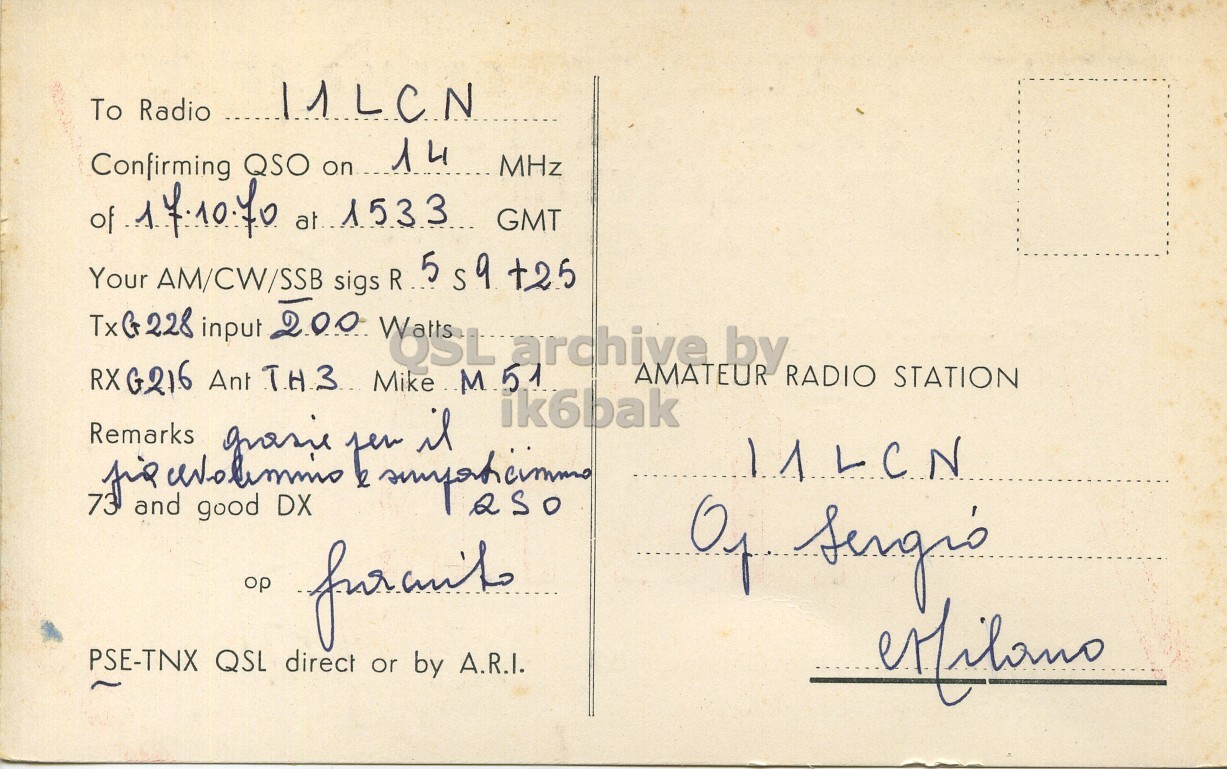 To Radio I1LCN
Confirming QSO on 14 MHz
of 17.10.70 at 1533 GMT
Your AM/CW/SSB sigs R 5 S 9 +25
Tx G228 input 200 Watts
RX G216 Ant TH3 Mike M 51
Remarks grazie per il
piacevolissimo e simpaticissimo
73 and good DX QSO
op
PSE-TNX QSL direct or by A.R.I.
AMATEUR RADIO STATION
I1LCN
Op. Sergio
Milano
QSL archive by
ik6bak